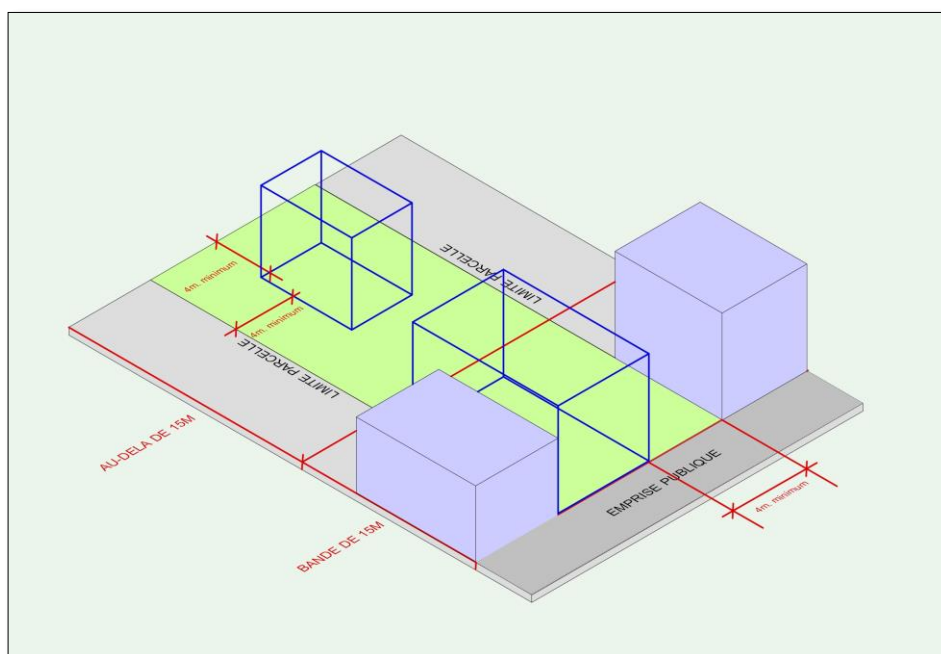 LIMITE PARCELLE
4m. minimum
4m. minimum
LIMITE PARCELLE
AU-DELA DE 15M
EMPRISE PUBLIQUE
4m. minimum
BANDE DE 15M